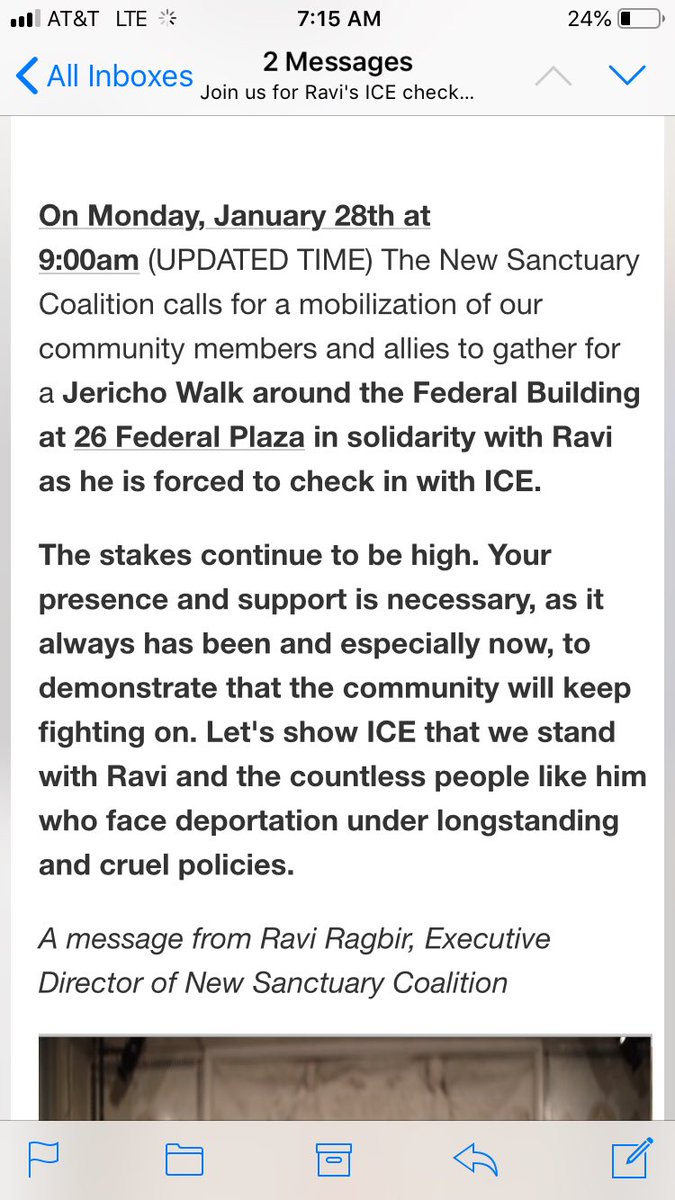 AT&T LTE 7:15 AM 24%
All Inboxes
2 Messages
Join us for Ravi's ICE check...
On Monday, January 28th at
9:00am (UPDATED TIME) The New Sanctuary
Coalition calls for a mobilization of our
community members and allies to gather for
a Jericho Walk around the Federal Building
at 26 Federal Plaza in solidarity with Ravi
as he is forced to check in with ICE.
The stakes continue to be high. Your
presence and support is necessary, as it
always has been and especially now, to
demonstrate that the community will keep
fighting on. Let's show ICE that we stand
with Ravi and the countless people like him
who face deportation under longstanding
and cruel policies.
A message from Ravi Ragbir, Executive
Director of New Sanctuary Coalition